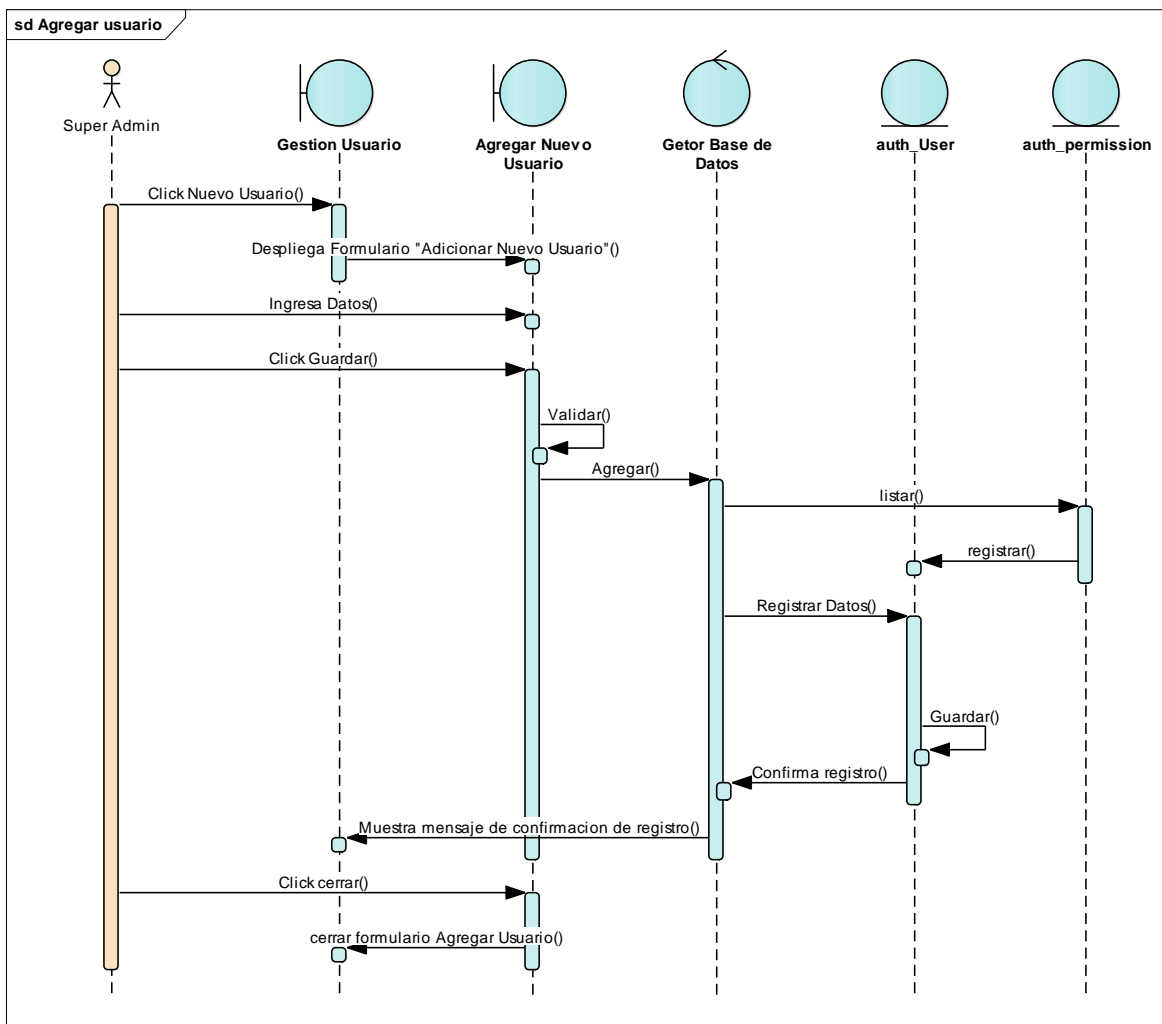 sd Agregar usuario
Super Admin
Gestion Usuario
Agregar Nuevo
Usuario
Getor Base de
Datos
auth_User
auth_permission
Click Nuevo Usuario()
Despliega Formulario "Adicionar Nuevo Usuario"()
Ingresa Datos()
Click Guardar()
Validar()
Agregar()
listar()
registrar()
Registrar Datos()
Guardar()
Confirma registro()
Muestra mensaje de confirmacion de registro()
Click cerrar()
cerrar formulario Agregar Usuario()